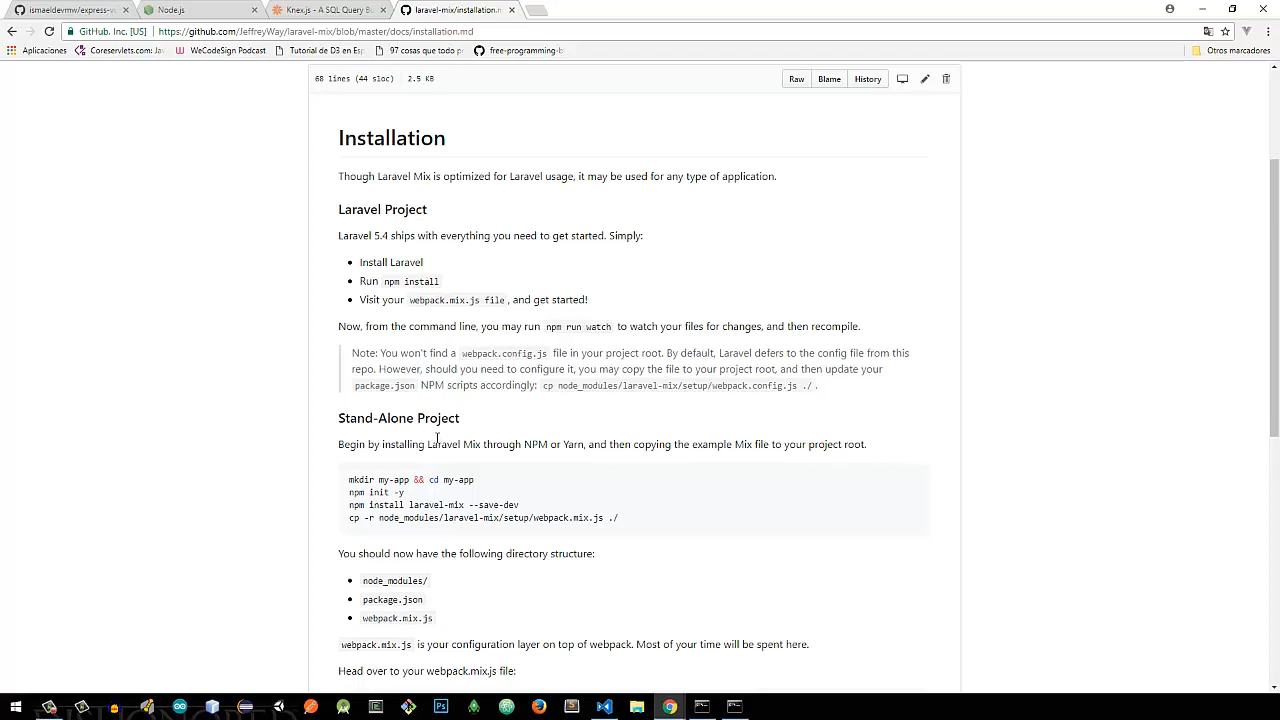 ismaeldevmw/express-v
Node.js
Knex.js - A SQL Query Bu
laravel-mix/installation.m
GitHub, Inc. [US]
https://github.com/JeffreyWay/laravel-mix/blob/master/docs/installation.md
Aplicaciones
Coreservlets.com: Jav
WeCodeSign Podcast
Tutorial de D3 en Esp
97 cosas que todo p
free-programming-b
Otros marcadores
68 lines (44 sloc)
2.5 KB
Raw
Blame
History
Installation
Though Laravel Mix is optimized for Laravel usage, it may be used for any type of application.
Laravel Project
Laravel 5.4 ships with everything you need to get started. Simply:
Install Laravel
Run npm install
Visit your webpack.mix.js file, and get started!
Now, from the command line, you may run npm run watch to watch your files for changes, and then recompile.
Note: You won't find a webpack.config.js file in your project root. By default, Laravel defers to the config file from this
repo. However, should you need to configure it, you may copy the file to your project root, and then update your
package.json NPM scripts accordingly: cp node_modules/laravel-mix/setup/webpack.config.js ./.
Stand-Alone Project
Begin by installing Laravel Mix through NPM or Yarn, and then copying the example Mix file to your project root.
mkdir my-app && cd my-app
npm init -y
npm install laravel-mix --save-dev
cp -r node_modules/laravel-mix/setup/webpack.mix.js ./
You should now have the following directory structure:
node_modules/
package.json
webpack.mix.js
webpack.mix.js is your configuration layer on top of webpack. Most of your time will be spent here.
Head over to your webpack.mix.js file: